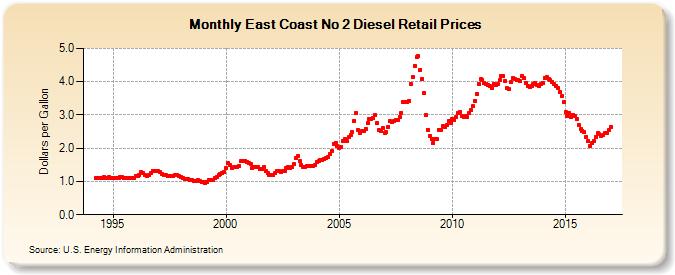 Monthly East Coast No 2 Diesel Retail Prices
Dollars per Gallon
5.0
4.0
3.0
2.0
1.0
0.0
1995 2000 2005 2010 2015
Source: U.S. Energy Information Administration